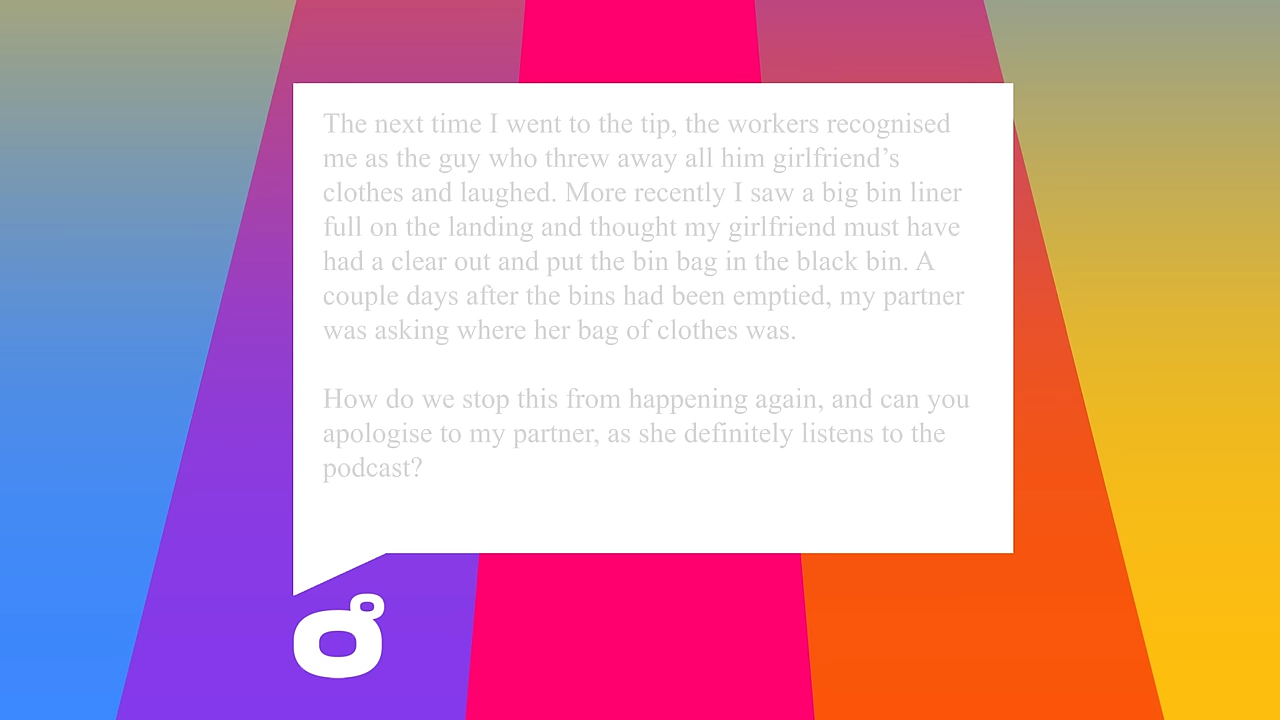 The next time I went to the tip, the workers recognised
me as the guy who threw away all him girlfriend’s
clothes and laughed. More recently I saw a big bin liner
full on the landing and thought my girlfriend must have
had a clear out and put the bin bag in the black bin. A
couple days after the bins had been emptied, my partner
was asking where her bag of clothes was.
How do we stop this from happening again, and can you
apologise to my partner, as she definitely listens to the
podcast?